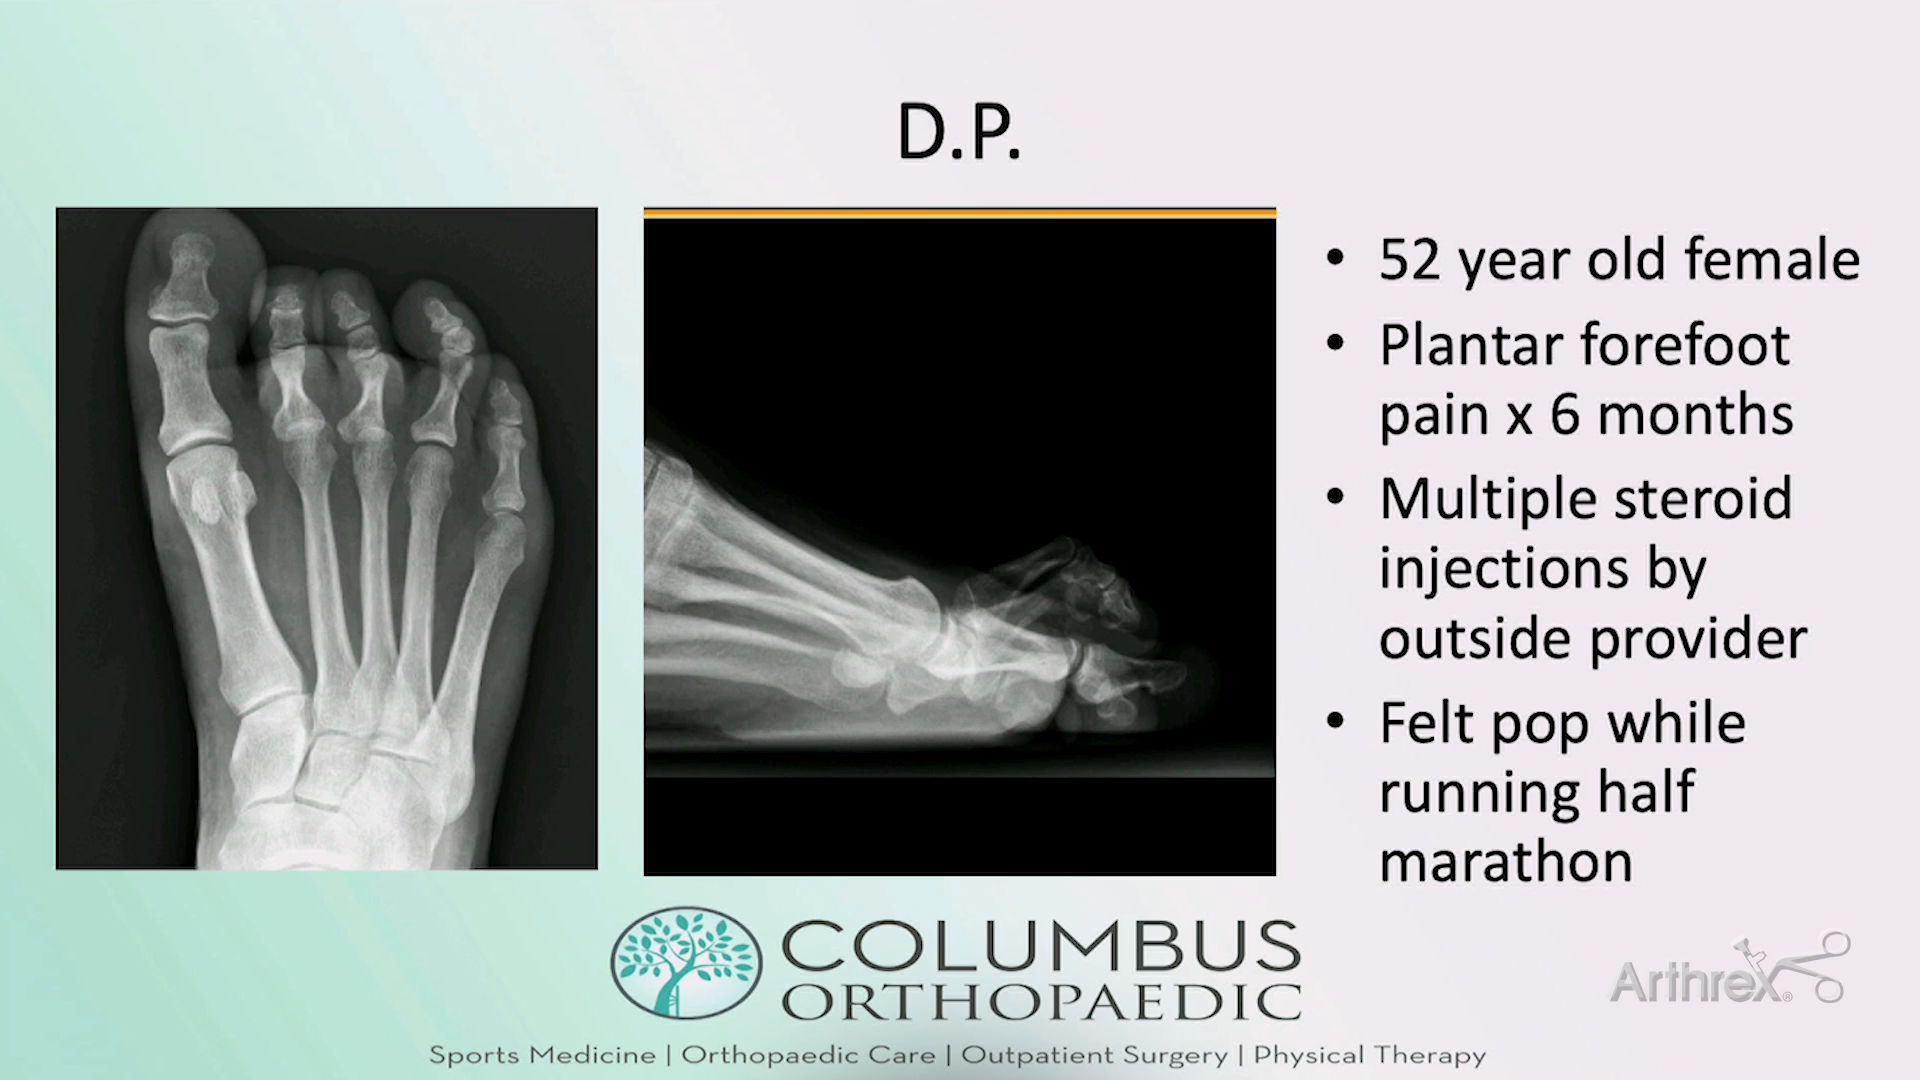 D.P.
• 52 year old female
• Plantar forefoot
pain x 6 months
• Multiple steroid
injections by
outside provider
• Felt pop while
running half
marathon
COLUMBUS
ORTHOPAEDIC
Arthrex®
Sports Medicine | Orthopaedic Care | Outpatient Surgery | Physical Therapy